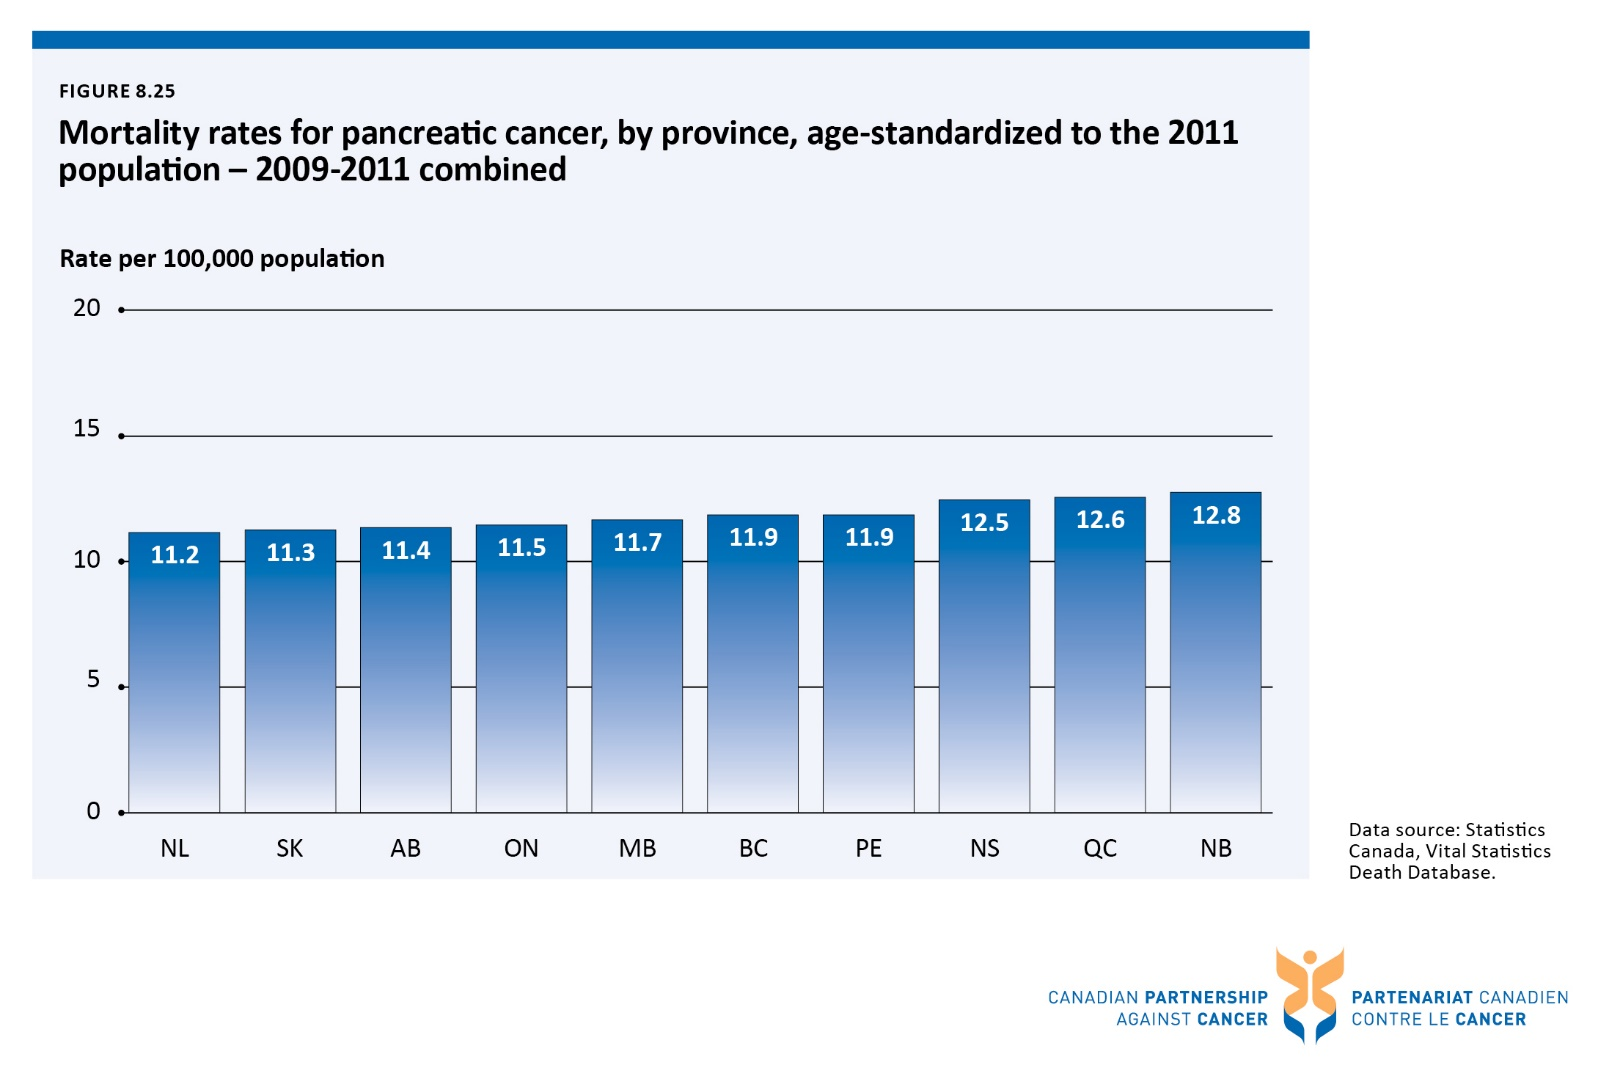 FIGURE 8.25
Mortality rates for pancreatic cancer, by province, age-standardized to the 2011
population – 2009-2011 combined
Rate per 100,000 population
20
15
10
5
0
11.2 11.3 11.4 11.5 11.7 11.9 11.9 12.5 12.6 12.8
NL SK AB ON MB BC PE NS QC NB
Data source: Statistics
Canada, Vital Statistics
Death Database.
CANADIAN PARTNERSHIP
AGAINST CANCER
PARTENARIAT CANADIEN
CONTRE LE CANCER